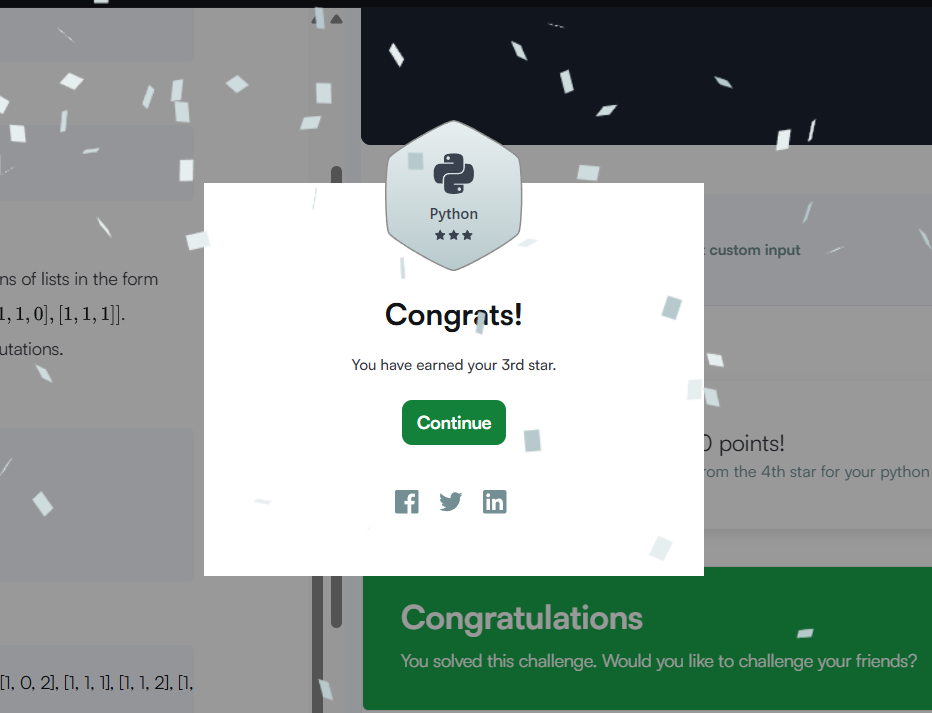 ns of lists in the form
1, 1, 0], [1, 1, 1]].
utations.
[1, 0, 2], [1, 1, 1], [1, 1, 2], [1,
Python
Congrats!
You have earned your 3rd star.
Continue
custom input
0 points!
rom the 4th star for your python
Congratulations
You solved this challenge. Would you like to challenge your friends?